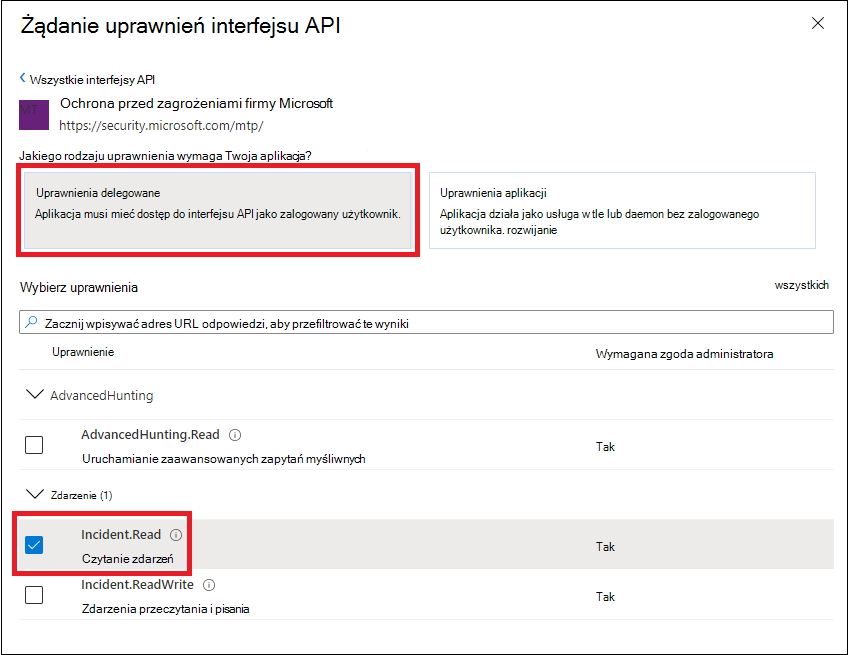 Żądanie uprawnień interfejsu API
Wszystkie interfejsy API
MT
Ochrona przed zagrożeniami firmy Microsoft
https://security.microsoft.com/mtp/
Jakiego rodzaju uprawnienia wymaga Twoja aplikacja?
Uprawnienia delegowane
Aplikacja musi mieć dostęp do interfejsu API jako zalogowany użytkownik.
Uprawnienia aplikacji
Aplikacja działa jako usługa w tle lub daemon bez zalogowanego
użytkownika. rozwijanie
Wybierz uprawnienia
wszystkich
Zacznij wpisywać adres URL odpowiedzi, aby przefiltrować te wyniki
Uprawnienie
Wymagana zgoda administratora
AdvancedHunting
AdvancedHunting.Read
Uruchamianie zaawansowanych zapytań myśliwnych
Tak
Zdarzenie (1)
Incident.Read
Czytanie zdarzeń
Tak
Incident.ReadWrite
Zdarzenia przeczytania i pisania
Tak